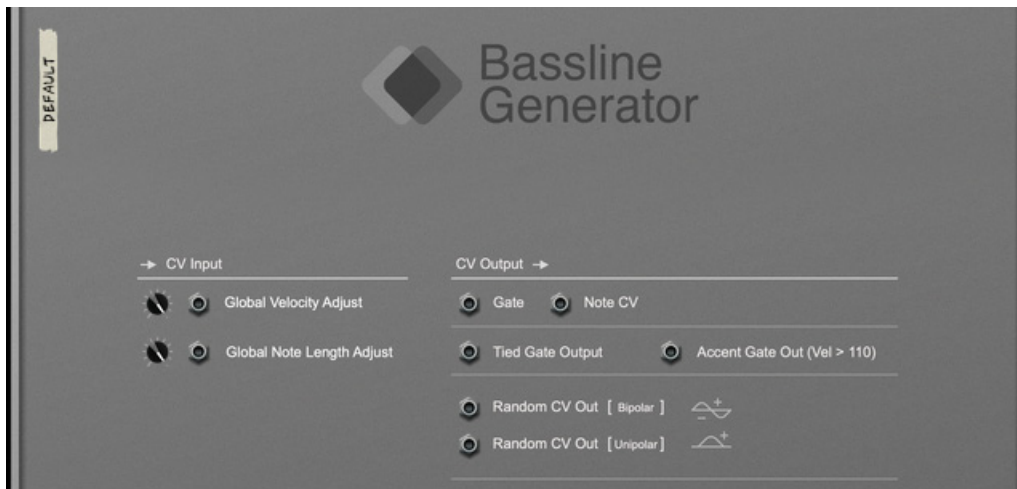 DEFAULT
Bassline
Generator
→ CV Input
Global Velocity Adjust
Global Note Length Adjust
CV Output →
Gate Note CV
Tied Gate Output Accent Gate Out (Vel > 110)
Random CV Out [ Bipolar ] + −
Random CV Out [ Unipolar ] +